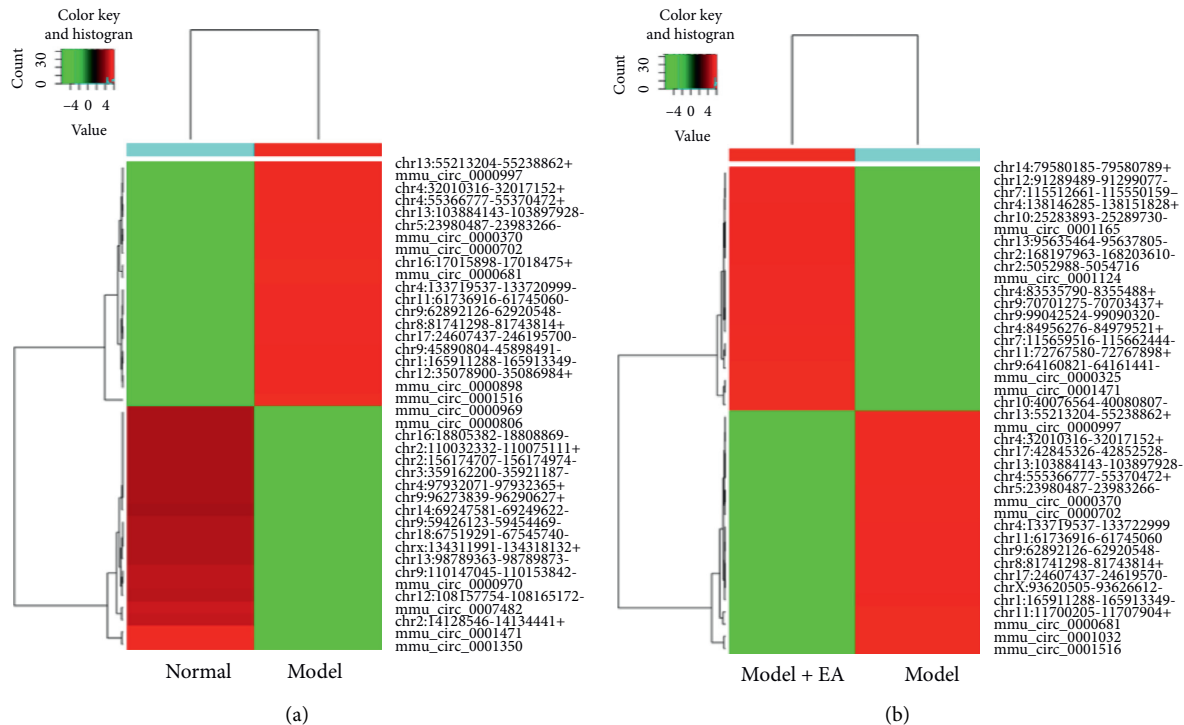 Color key
and histogran
Count
0 30
−4 0 4
Value
chr13:55213204-55238862+
mmu_circ_0000997
chr4:32010316-32017152+
chr4:55366777-55370472+
chr13:103884143-103897928-
chr5:23980487-23983266-
mmu_circ_0000370
mmu_circ_0000702
chr16:17015898-17018475+
mmu_circ_0000681
chr4:133719537-133720999-
chr11:61736916-61745060-
chr9:62892126-62920548-
chr8:81741298-81743814+
chr17:24607437-246195700-
chr9:45890804-45898491-
chr1:165911288-165913349-
chr12:35078900-35086984+
mmu_circ_0000898
mmu_circ_0001516
mmu_circ_0000969
mmu_circ_0000806
chr16:18805382-18808869-
chr2:110032332-110075111+
chr2:156174707-156174974-
chr3:359162200-35921187-
chr4:97932071-97932365+
chr9:96273839-96290627+
chr14:69247581-69249622-
chr9:59426123-59454469-
chr18:67519291-67545740-
chrx:134311991-134318132+
chr13:98789363-98789873-
chr9:110147045-110153842-
mmu_circ_0000970
chr12:108157754-108165172-
mmu_circ_0007482
chr2:14128546-14134441+
mmu_circ_0001471
mmu_circ_0001350
Normal Model
(a)
Color key
and histogran
Count
0 30
−4 0 4
Value
chr14:79580185-79580789+
chr12:91289489-91299077-
chr7:115512661-115550159–
chr4:138146285-138151828+
chr10:25283893-25289730-
mmu_circ_0001165
chr13:95635464-95637805-
chr2:168197963-168203610-
chr2:5052988-5054716
mmu_circ_0001124
chr4:83535790-8355488+
chr9:70701275-70703437+
chr9:99042524-99090320-
chr4:84956276-84979521+
chr7:115659516-115662444-
chr11:72767580-72767898+
chr9:64160821-64161441-
mmu_circ_0000325
mmu_circ_0001471
chr10:40076564-40080807-
chr13:55213204-55238862+
mmu_circ_0000997
chr4:32010316-32017152+
chr17:42845326-42852528-
chr13:103884143-103897928-
chr4:555366777-55370472+
chr5:23980487-23983266-
mmu_circ_0000370
mmu_circ_0000702
chr4:133719537-133722999
chr11:61736916-61745060
chr9:62892126-62920548-
chr8:81741298-81743814+
chr17:24607437-24619570-
chrX:93620505-93626612-
chr1:165911288-165913349-
chr11:11700205-11707904+
mmu_circ_0000681
mmu_circ_0001032
mmu_circ_0001516
Model + EA Model
(b)